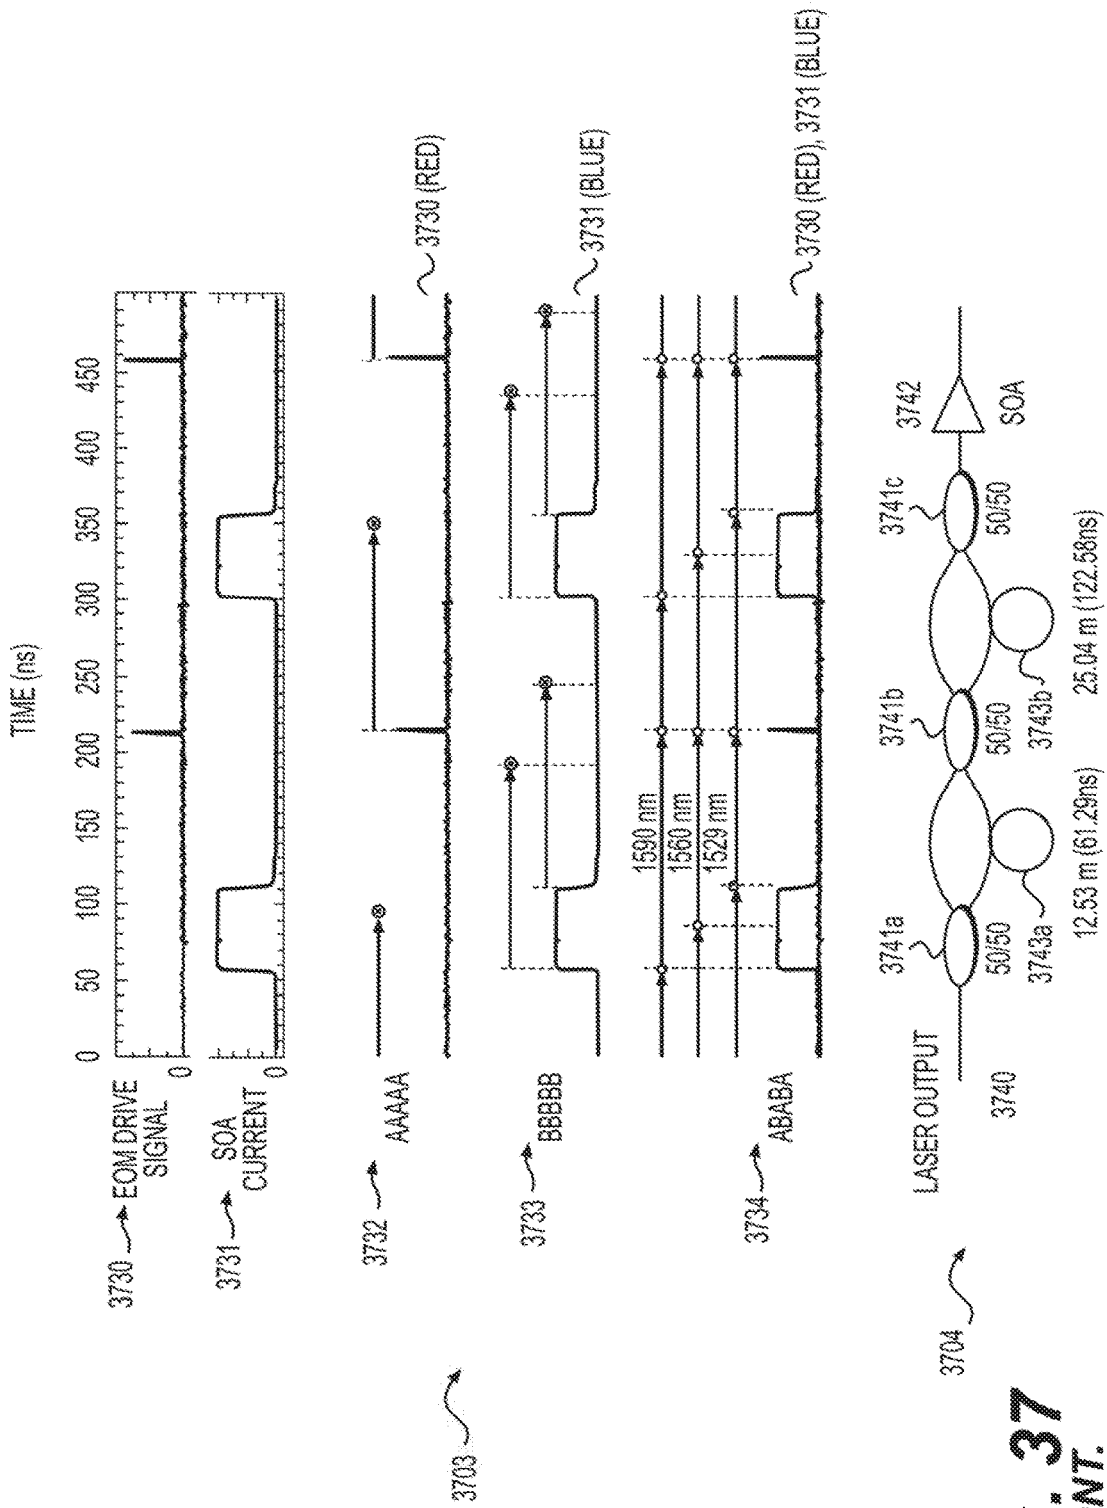 TIME (ns)
0 50 100 150 200 250 300 350 400 450
3730
EOM DRIVE
SIGNAL
0
3731
SOA
CURRENT
0
3703
3732
AAAAA
3730 (RED)
3733
BBBBB
3731 (BLUE)
1590 nm
1560 nm
1529 nm
3734
ABABA
3730 (RED), 3731 (BLUE)
3704
LASER OUTPUT
3740
3741a
50/50
3743a
12.53 m (61.29ns)
3741b
50/50
3743b
25.04 m (122.58ns)
3741c
50/50
3742
SOA
. 37
NT.